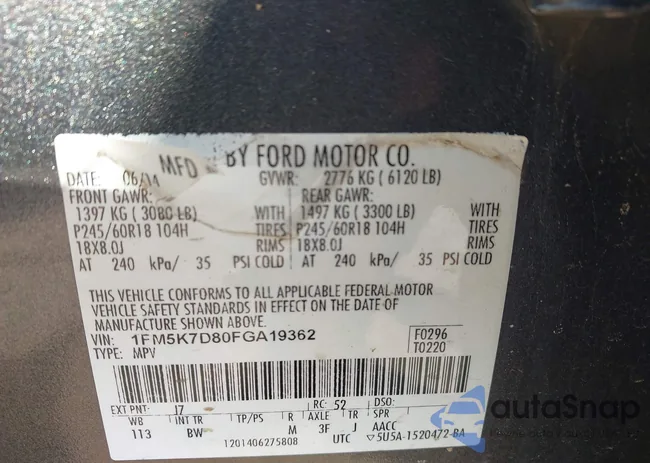 MFD BY FORD MOTOR CO.
DATE: 06/14 GVWR: 2776 KG ( 6120 LB)
FRONT GAWR: REAR GAWR:
1397 KG ( 3080 LB) WITH 1497 KG ( 3300 LB) WITH
P245/60R18 104H TIRES P245/60R18 104H TIRES
18X8.0J RIMS 18X8.0J RIMS
AT 240 kPa/ 35 PSI COLD AT 240 kPa/ 35 PSI COLD
THIS VEHICLE CONFORMS TO ALL APPLICABLE FEDERAL MOTOR
VEHICLE SAFETY STANDARDS IN EFFECT ON THE DATE OF
MANUFACTURE SHOWN ABOVE.
VIN: 1FM5K7D80FGA19362 F0296
TYPE: MPV T0220
EXT PNT: J7 RC: 52 DSO:
WB INT TR TP/PS R AXLE TR SPR
113 BW M 3F J AACC
1201406275808 UTC ▽5U5A-1520472-BA
autoSnap